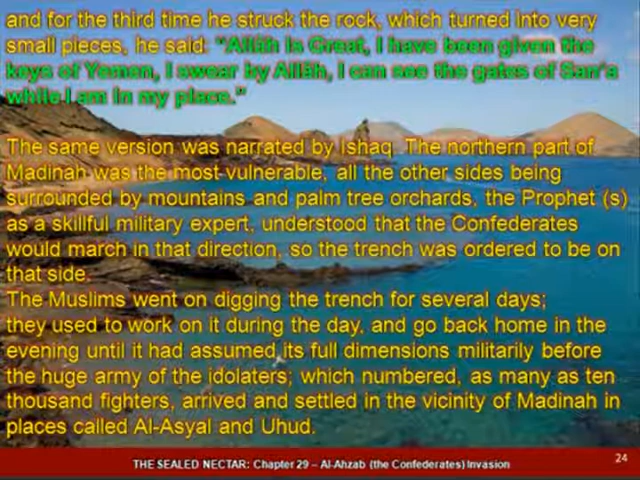 and for the third time he struck the rock, which turned into very
small pieces, he said: "Allâh is Great, I have been given the
keys of Yemen, I swear by Allâh, I can see the gates of San'a
while I am in my place."
The same version was narrated by Ishaq. The northern part of
Madinah was the most vulnerable, all the other sides being
surrounded by mountains and palm tree orchards, the Prophet (s)
as a skillful military expert, understood that the Confederates
would march in that direction, so the trench was ordered to be on
that side.
The Muslims went on digging the trench for several days;
they used to work on it during the day, and go back home in the
evening until it had assumed its full dimensions militarily before
the huge army of the idolaters; which numbered, as many as ten
thousand fighters, arrived and settled in the vicinity of Madinah in
places called Al-Asyal and Uhud.
THE SEALED NECTAR: Chapter 29 – Al-Ahzab (the Confederates) Invasion
24